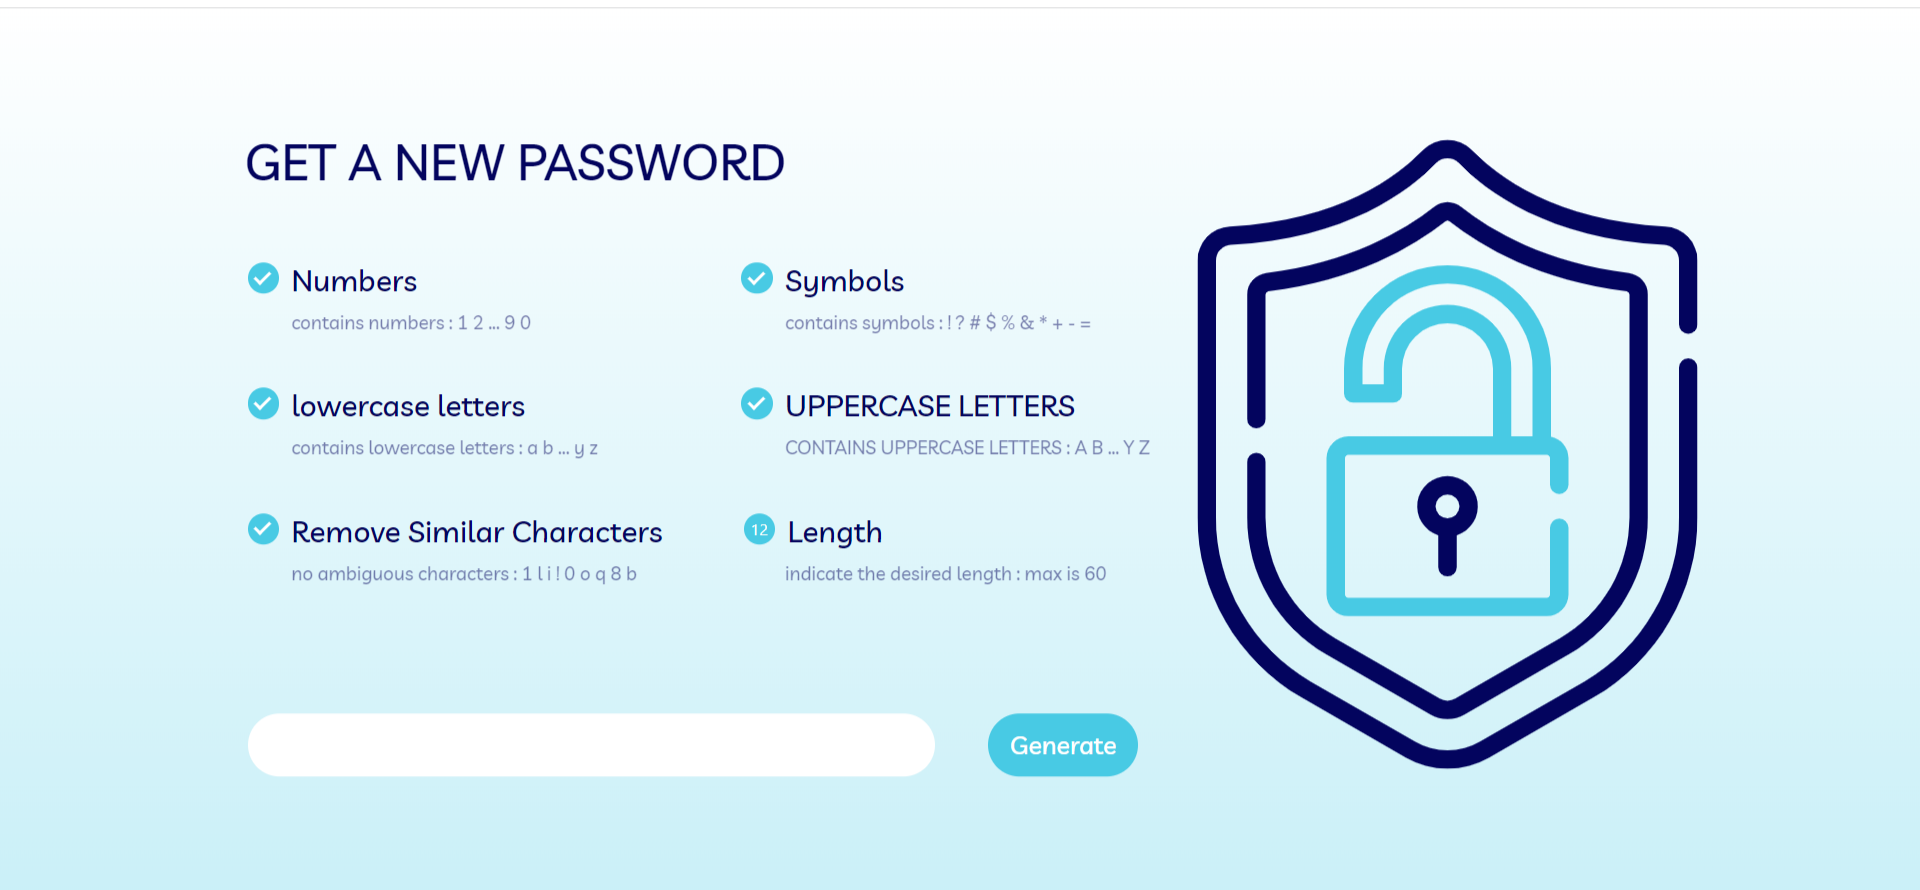 GET A NEW PASSWORD
Numbers
contains numbers : 1 2 ... 9 0
Symbols
contains symbols : ! ? # $ % & * + - =
lowercase letters
contains lowercase letters : a b ... y z
UPPERCASE LETTERS
CONTAINS UPPERCASE LETTERS : A B ... Y Z
Remove Similar Characters
no ambiguous characters : 1 l i ! 0 o q 8 b
12 Length
indicate the desired length : max is 60
Generate